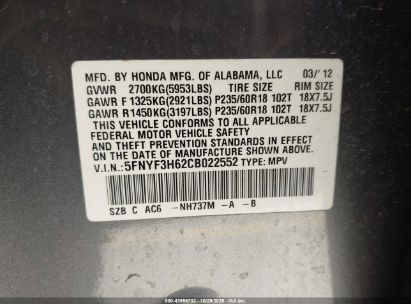 MFD. BY HONDA MFG. OF ALABAMA, LLC 03/'12
GVWR 2700KG(5953LBS) TIRE SIZE RIM SIZE
GAWR F 1325KG(2921LBS) P235/60R18 102T 18X7.5J
GAWR R 1450KG(3197LBS) P235/60R18 102T 18X7.5J
THIS VEHICLE CONFORMS TO ALL APPLICABLE
FEDERAL MOTOR VEHICLE SAFETY STANDARDS IN
EFFECT ON THE DATE OF MANUFACTURE SHOWN ABOVE.
V.I.N.: 5FNYF3H62CB022552 TYPE: MPV
SZB C AC6 -NH737M -A -B